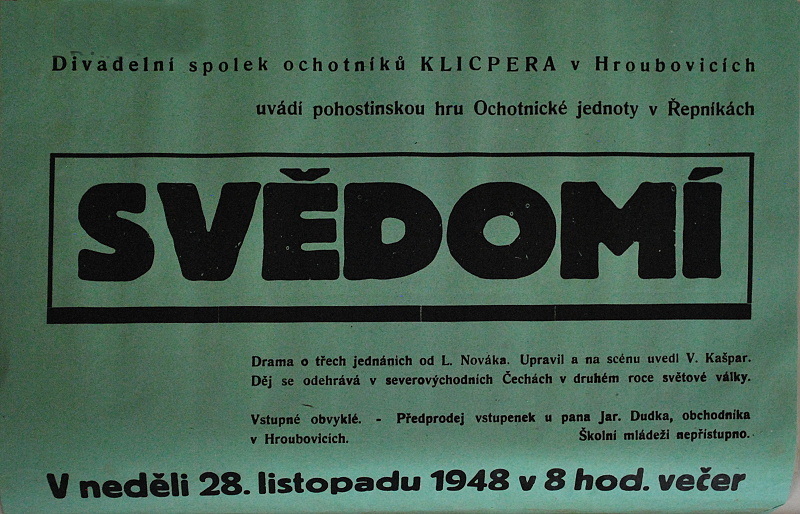 Divadelní spolek ochotníků KLICPERA v Hroubovicích
uvádí pohostinskou hru Ochotnické jednoty v Řepníkách
SVĚDOMÍ
Drama o třech jednáních od L. Nováka. Upravil a na scénu uvedl V. Kašpar.
Děj se odehrává v severovýchodních Čechách v druhém roce světové války.
Vstupné obvyklé. - Předprodej vstupenek u pana Jar. Dudka, obchodníka
v Hroubovicích. Školní mládeži nepřístupno.
V neděli 28. listopadu 1948 v 8 hod. večer